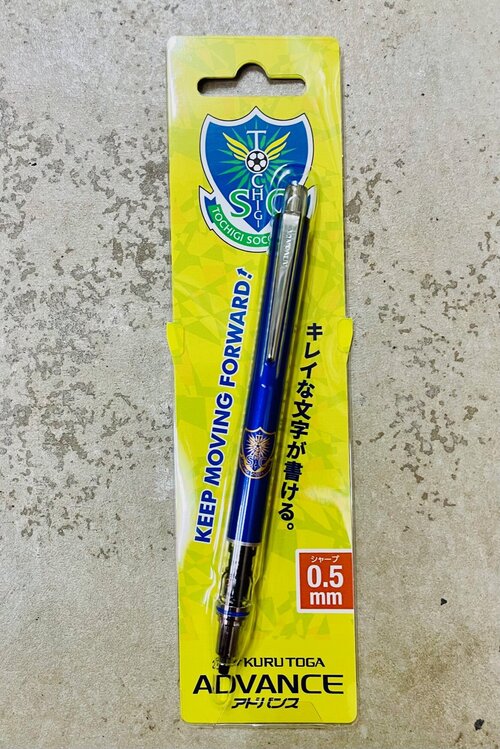 TOCHIGI
S C
TOCHIGI SOCC
KEEP MOVING FORWARD!
キレイな文字が書ける。
シャープ
0.5
mm
KURU TOGA
ADVANCE
アドバンス